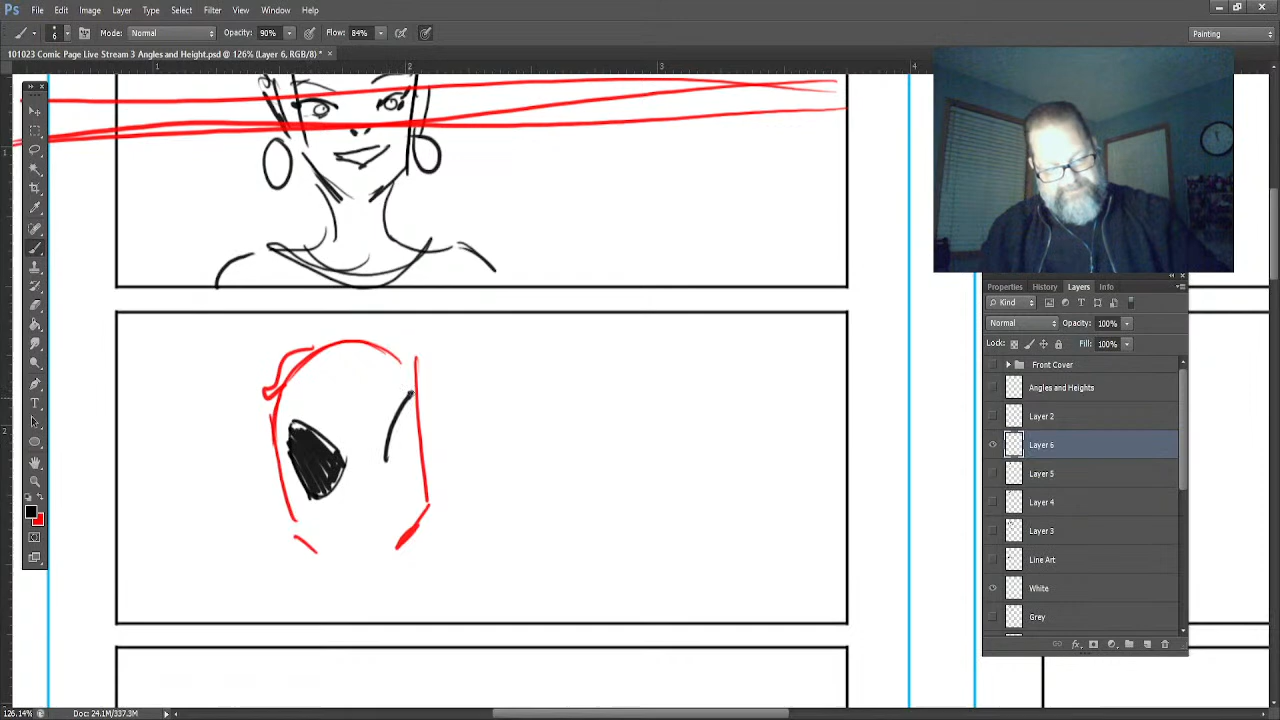 Ps File Edit Image Layer Type Select Filter View Window Help
Mode: Normal Opacity: 90% Flow: 84% Painting
101023 Comic Page Live Stream 3 Angles and Height.psd @ 126% (Layer 6, RGB/8) * ×
1 2 3 4
Properties History Layers Info
Kind
Normal Opacity: 100%
Lock: Fill: 100%
Front Cover
Angles and Heights
Layer 2
Layer 6
Layer 5
Layer 4
Layer 3
Line Art
White
Grey
126.14% Doc: 24.1M/337.3M